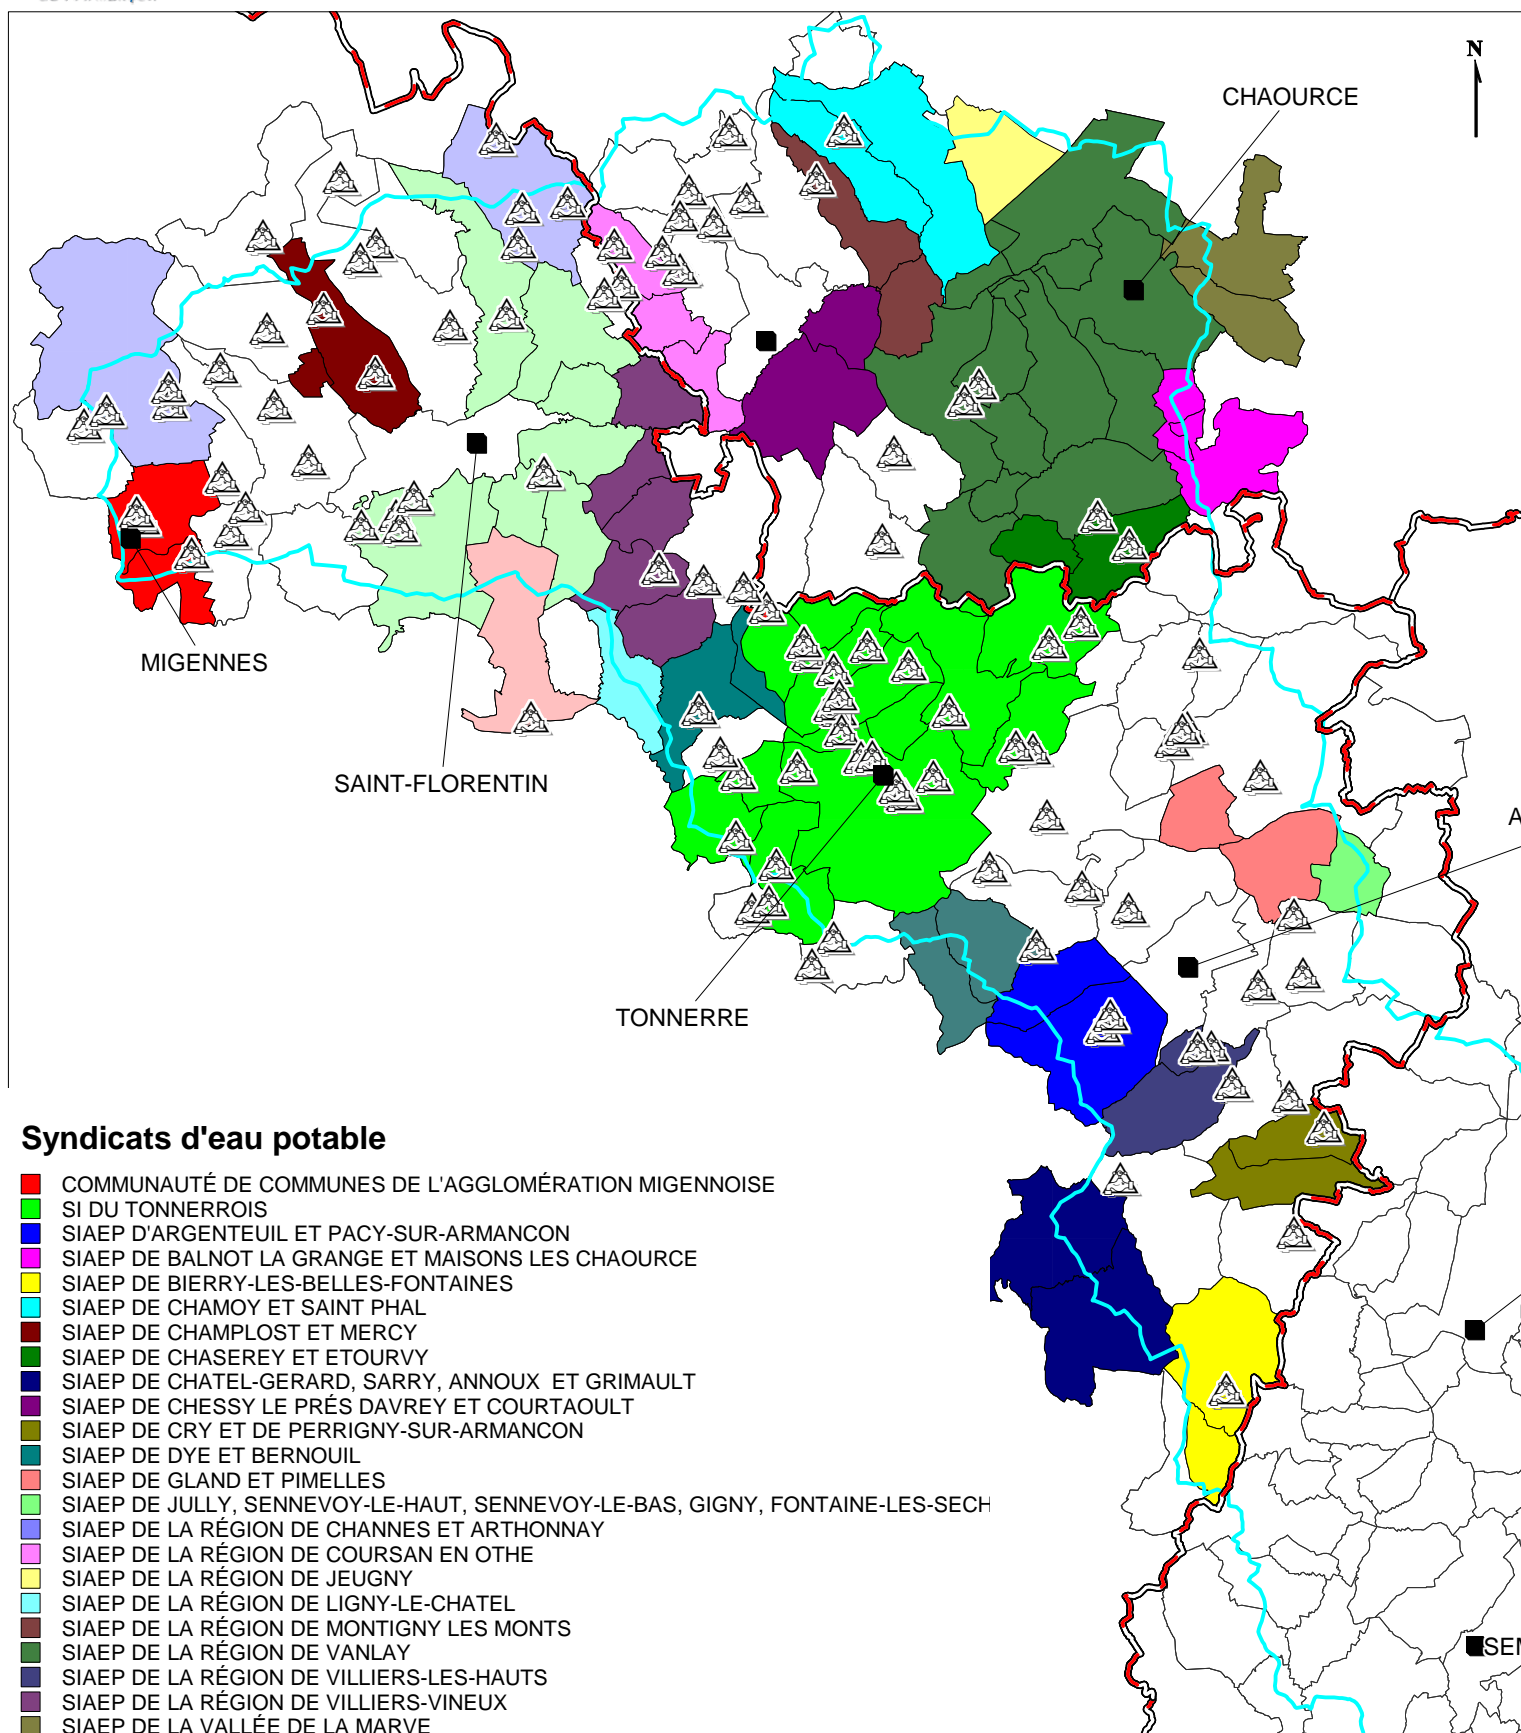 N
CHAOURCE
MIGENNES
SAINT-FLORENTIN
A
TONNERRE
SEM
Syndicats d'eau potable
COMMUNAUTÉ DE COMMUNES DE L'AGGLOMÉRATION MIGENNOISE
SI DU TONNERROIS
SIAEP D'ARGENTEUIL ET PACY-SUR-ARMANCON
SIAEP DE BALNOT LA GRANGE ET MAISONS LES CHAOURCE
SIAEP DE BIERRY-LES-BELLES-FONTAINES
SIAEP DE CHAMOY ET SAINT PHAL
SIAEP DE CHAMPLOST ET MERCY
SIAEP DE CHASEREY ET ETOURVY
SIAEP DE CHATEL-GERARD, SARRY, ANNOUX ET GRIMAULT
SIAEP DE CHESSY LE PRÉS DAVREY ET COURTAOULT
SIAEP DE CRY ET DE PERRIGNY-SUR-ARMANCON
SIAEP DE DYE ET BERNOUIL
SIAEP DE GLAND ET PIMELLES
SIAEP DE JULLY, SENNEVOY-LE-HAUT, SENNEVOY-LE-BAS, GIGNY, FONTAINE-LES-SECH
SIAEP DE LA RÉGION DE CHANNES ET ARTHONNAY
SIAEP DE LA RÉGION DE COURSAN EN OTHE
SIAEP DE LA RÉGION DE JEUGNY
SIAEP DE LA RÉGION DE LIGNY-LE-CHATEL
SIAEP DE LA RÉGION DE MONTIGNY LES MONTS
SIAEP DE LA RÉGION DE VANLAY
SIAEP DE LA RÉGION DE VILLIERS-LES-HAUTS
SIAEP DE LA RÉGION DE VILLIERS-VINEUX
SIAEP DE LA VALLÉE DE LA MARVE